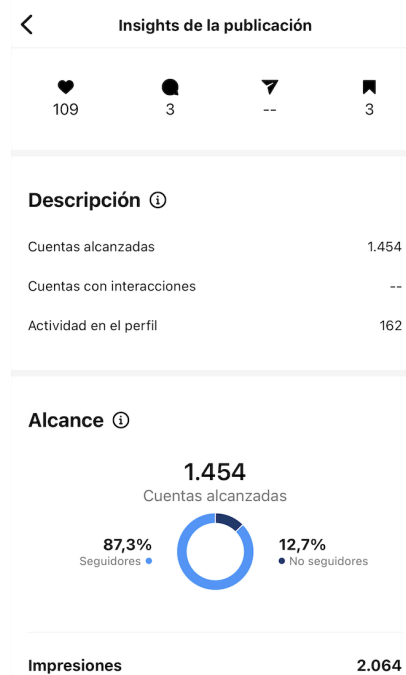 Insights de la publicación
109 3 -- 3
Descripción
Cuentas alcanzadas 1.454
Cuentas con interacciones --
Actividad en el perfil 162
Alcance
1.454
Cuentas alcanzadas
87,3% 12,7%
Seguidores No seguidores
Impresiones 2.064